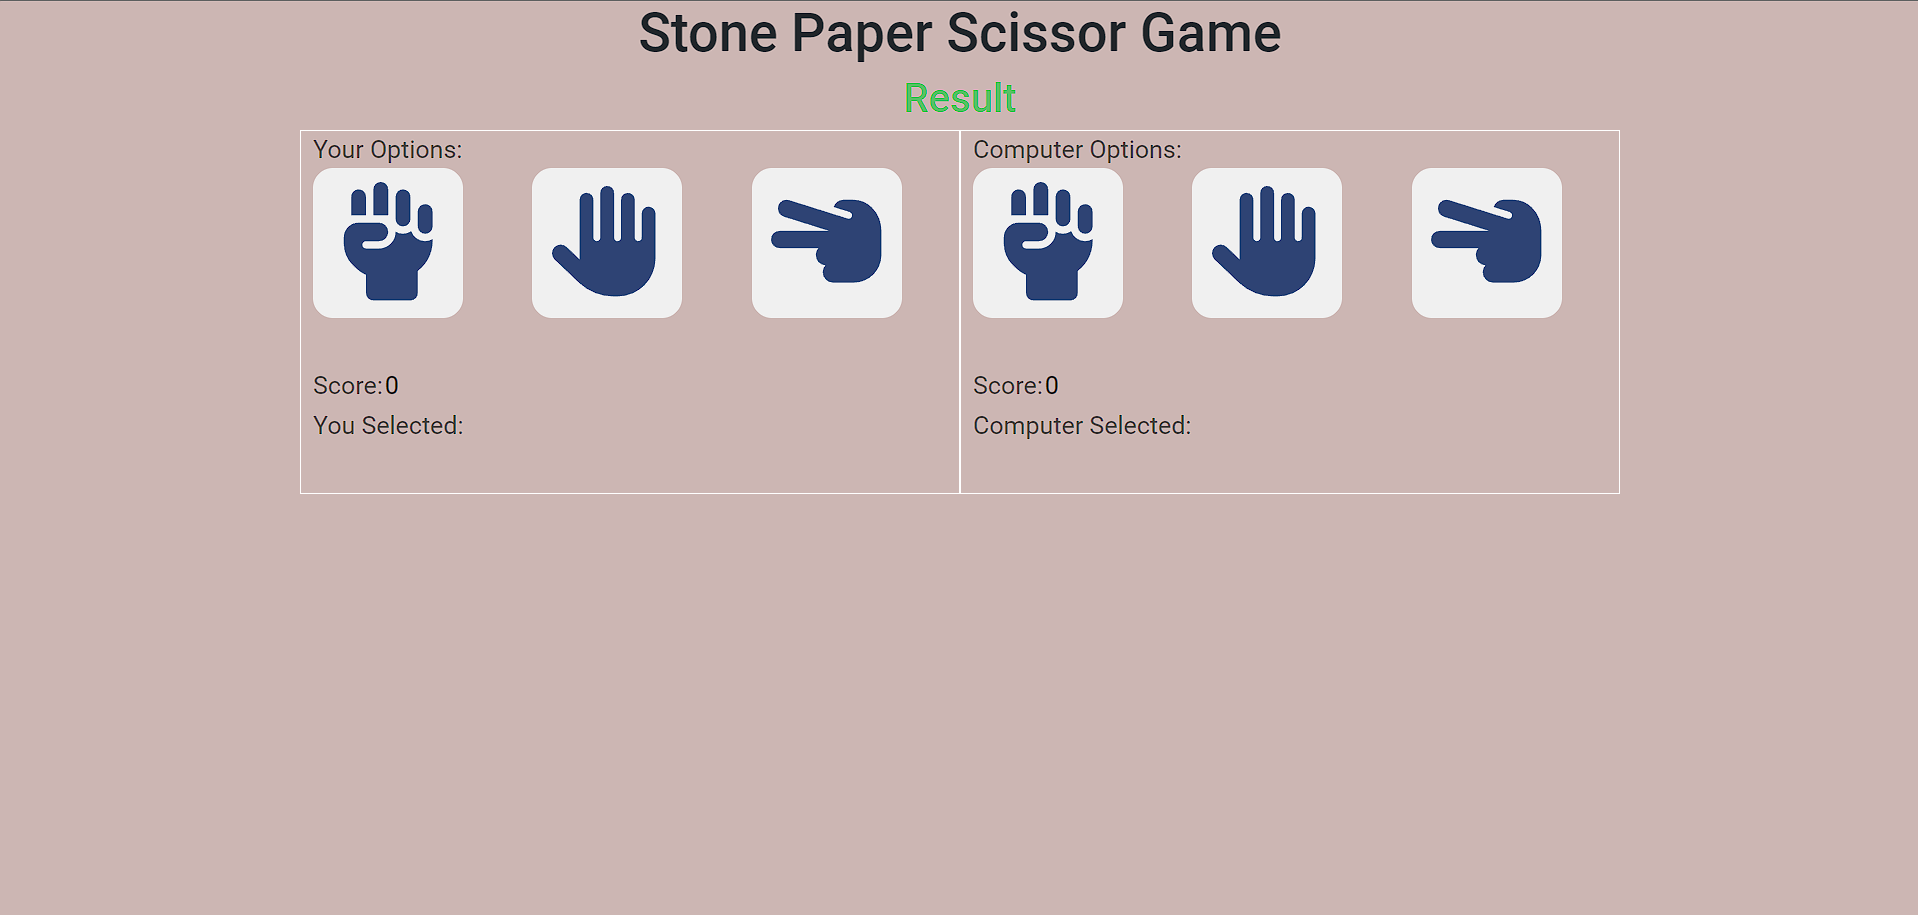 Stone Paper Scissor Game
Result
Your Options:
Score:0
You Selected:
Computer Options:
Score:0
Computer Selected: